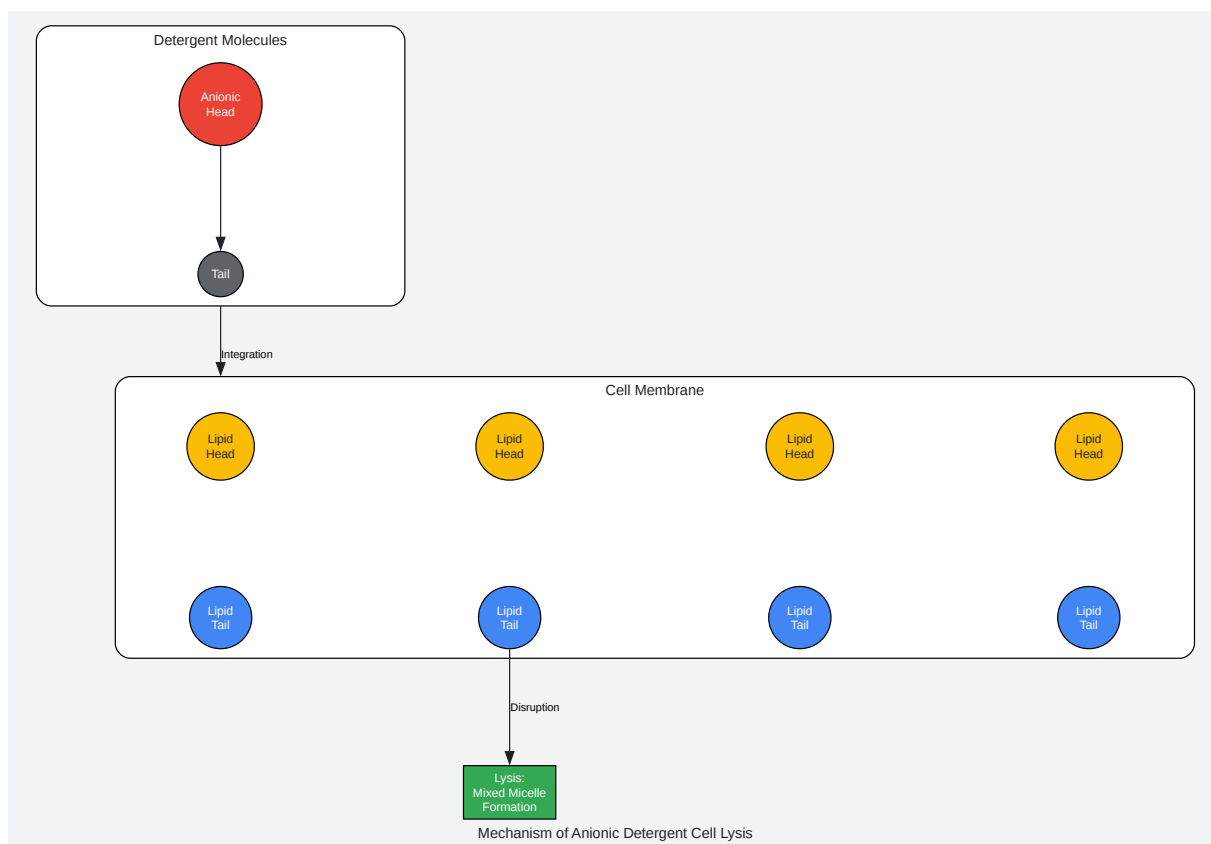 Detergent Molecules
Anionic
Head
Tail
Integration
Cell Membrane
Lipid
Head
Lipid
Head
Lipid
Head
Lipid
Head
Lipid
Tail
Lipid
Tail
Lipid
Tail
Lipid
Tail
Disruption
Lysis:
Mixed Micelle
Formation
Mechanism of Anionic Detergent Cell Lysis